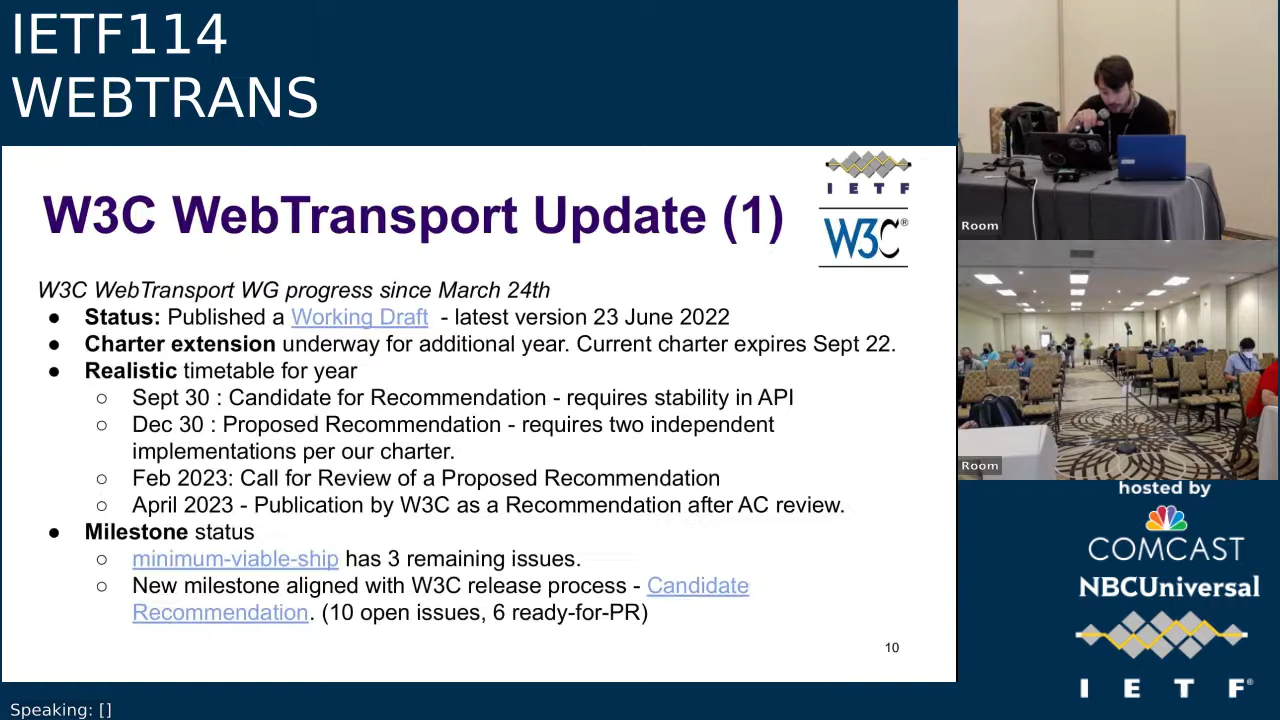 IETF114
WEBTRANS
I E T F
W3C®
W3C WebTransport Update (1)
W3C WebTransport WG progress since March 24th
● Status: Published a Working Draft - latest version 23 June 2022
● Charter extension underway for additional year. Current charter expires Sept 22.
● Realistic timetable for year
○ Sept 30 : Candidate for Recommendation - requires stability in API
○ Dec 30 : Proposed Recommendation - requires two independent
implementations per our charter.
○ Feb 2023: Call for Review of a Proposed Recommendation
○ April 2023 - Publication by W3C as a Recommendation after AC review.
● Milestone status
○ minimum-viable-ship has 3 remaining issues.
○ New milestone aligned with W3C release process - Candidate
Recommendation. (10 open issues, 6 ready-for-PR)
10
Room
Room
hosted by
COMCAST
NBCUniversal
I E T F®
Speaking: []